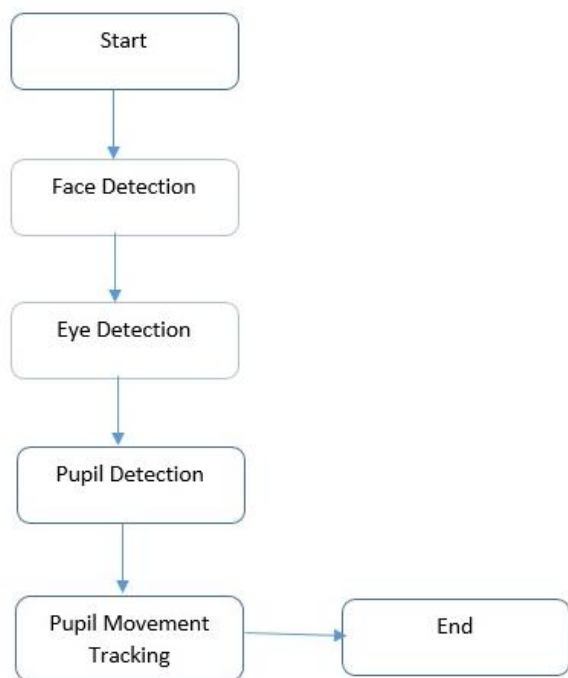 Start
Face Detection
Eye Detection
Pupil Detection
Pupil Movement
Tracking
End